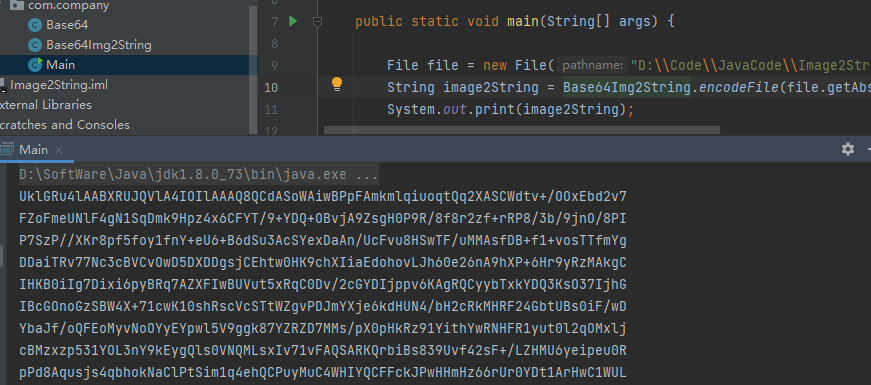 com.company
Base64
Base64Img2String
Main
Image2String.iml
xternal Libraries
cratches and Consoles
7
8
9
10
11
12
public static void main(String[] args) {
File file = new File( pathname: "D:\\Code\\JavaCode\\Image2Str
String image2String = Base64Img2String.encodeFile(file.getAbs
System.out.print(image2String);
Main
D:\SoftWare\Java\jdk1.8.0_73\bin\java.exe ...
UklGRu4lAABXRUJQVlA4IOIlAAAQ8QCdASoWAiwBPpFAmkmlqiuoqtQq2XASCWdtv+/OOxEbd2v7
FZoFmeUNlF4gN1SqDmk9Hpz4x6CFYT/9+YDQ+OBvjA9ZsgH0P9R/8f8r2zf+rRP8/3b/9jnO/8PI
P7SzP//XKr8pf5foy1fnY+eU6+B6dSu3AcSYexDaAn/UcFvu8HSwTF/uMMAsfDB+f1+vosTTfmYg
DDaiTRv77Nc3cBVCvOwD5DXDDgsjCEhtw0HK9chXIiaEdohovLJh60e26nA9hXP+6Hr9yRzMAkgC
IHKB0iIg7Dixi6pyBRq7AZXFIwBUVut5xRqC0Dv/2cGYDIjppv6KAgRQCyybTxkYDQ3KsO37IjhG
IBcGOnoGzSBW4X+71cwK10shRscVcSTtWZgvPDJmYXje6kdHUN4/bH2cRkMHRF24GbtUBs0iF/wD
YbaJf/oQFEoMyvNoOYyEYpwl5V9ggk87YZRZD7MMs/pX0pHkRz91YithYwRNHFR1yut0l2qOMxlj
cBMzxzp531YOL3nY9kEygQls0VNQMLsxIv71vFAQSARKQrbiBs839Uvf42sF+/LZHMU6yeipeu0R
pPd8Aqusjs4qbhokNaClPtSim1q4ehQCPuyMuC4WHIYQCFFckJPwHHmHz66rUr0YDt1ArHwC1WUL